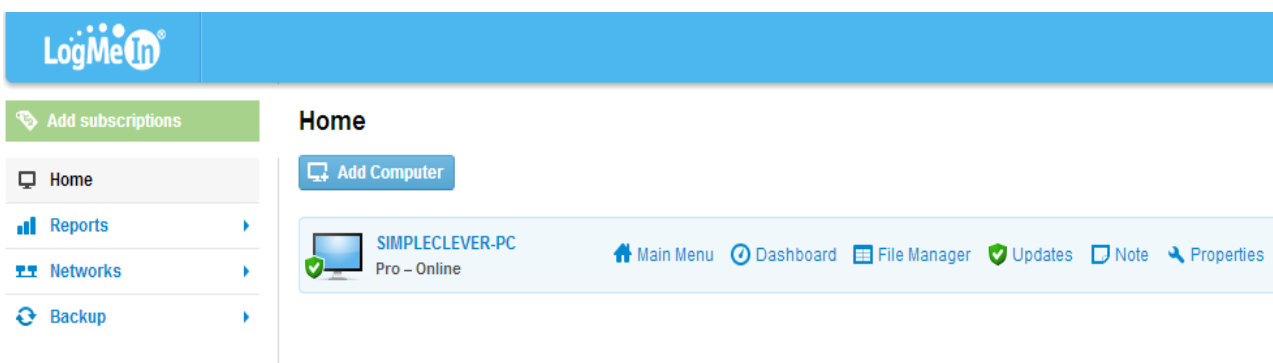 LogMeIn®
Add subscriptions
Home
Reports
Networks
Backup
Home
Add Computer
SIMPLECLEVER-PC
Pro – Online
Main Menu Dashboard File Manager Updates Note Properties